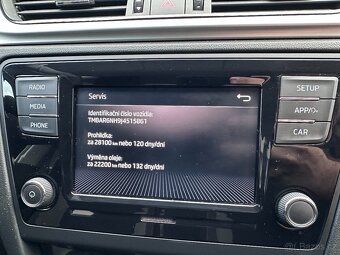 Servis
RADIO
MEDIA
PHONE
SETUP
APP/
CAR
Identifikační číslo vozidla:
TMBAR6NH9J4515861
Prohlídka:
za 28100 km nebo 120 dny/dní
Výměna oleje:
za 22200 km nebo 132 dny/dní